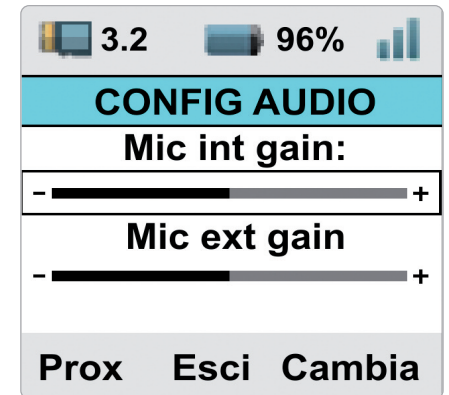 3.2 96%
CONFIG AUDIO
Mic int gain:
- +
Mic ext gain
- +
Prox Esci Cambia